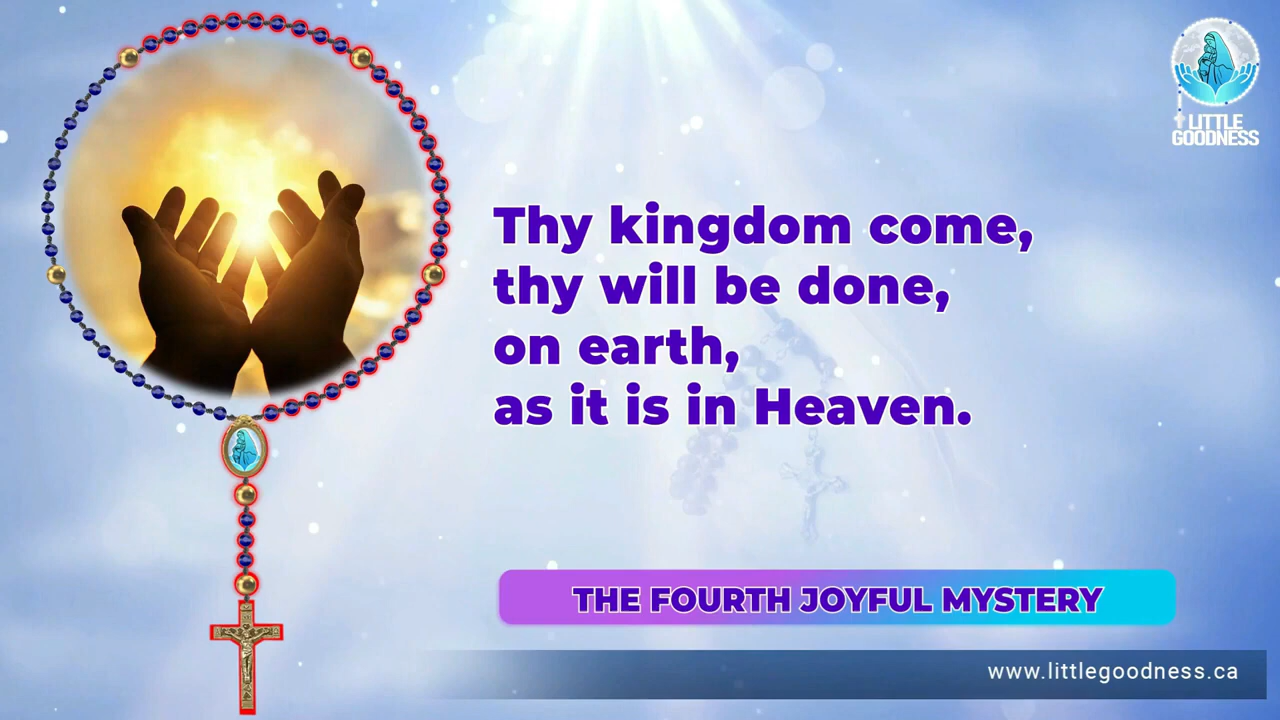 LITTLE
GOODNESS
Thy kingdom come,
thy will be done,
on earth,
as it is in Heaven.
THE FOURTH JOYFUL MYSTERY
www.littlegoodness.ca